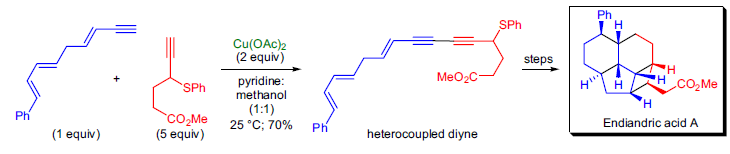 Ph
(1 equiv)
+
SPh
CO₂Me
(5 equiv)
Cu(OAc)₂
(2 equiv)
pyridine:
methanol
(1:1)
25 °C; 70%
SPh
MeO₂C
Ph
heterocoupled diyne
steps
Ph
H
H
H
H
H
H
CO₂Me
Endiandric acid A